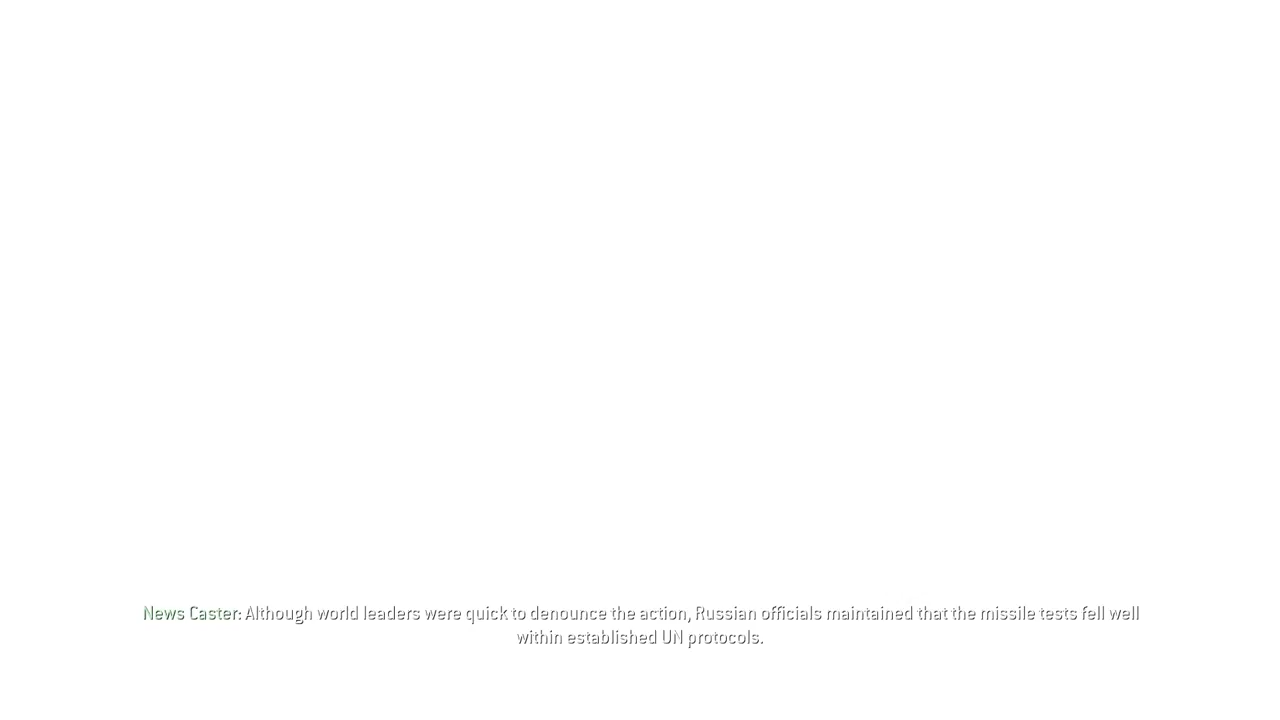 News Caster: Although world leaders were quick to denounce the action, Russian officials maintained that the missile tests fell well
within established UN protocols.